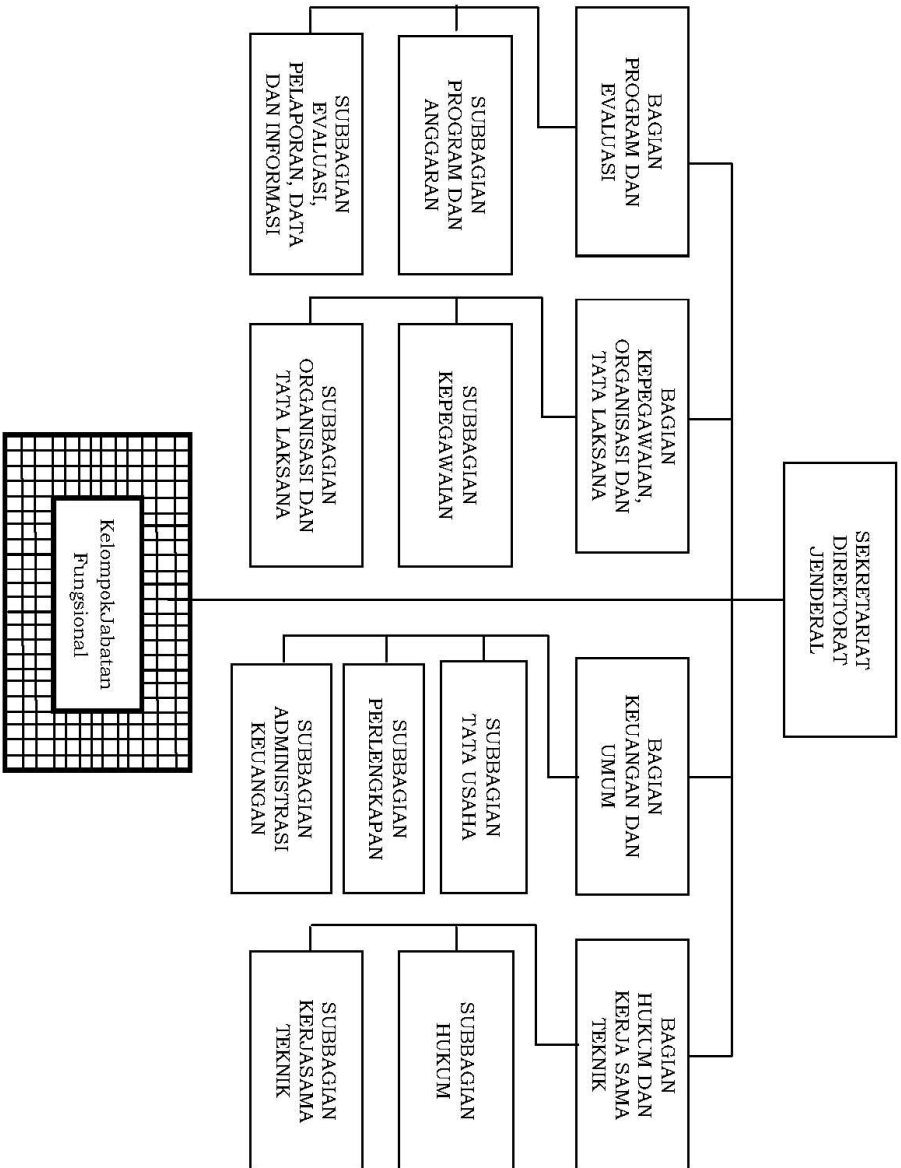 SEKRETARIAT
DIREKTORAT
JENDERAL
BAGIAN
PROGRAM DAN
EVALUASI
BAGIAN
KEPEGAWAIAN,
ORGANISASI DAN
TATA LAKSANA
BAGIAN
KEUANGAN DAN
UMUM
BAGIAN
HUKUM DAN
KERJA SAMA
TEKNIK
SUBBAGIAN
PROGRAM DAN
ANGGARAN
SUBBAGIAN
EVALUASI,
PELAPORAN, DATA
DAN INFORMASI
SUBBAGIAN
KEPEGAWAIAN
SUBBAGIAN
ORGANISASI DAN
TATA LAKSANA
SUBBAGIAN
TATA USAHA
SUBBAGIAN
PERLENGKAPAN
SUBBAGIAN
ADMINISTRASI
KEUANGAN
SUBBAGIAN
HUKUM
SUBBAGIAN
KERJASAMA
TEKNIK
KelompokJabatan
Fungsional